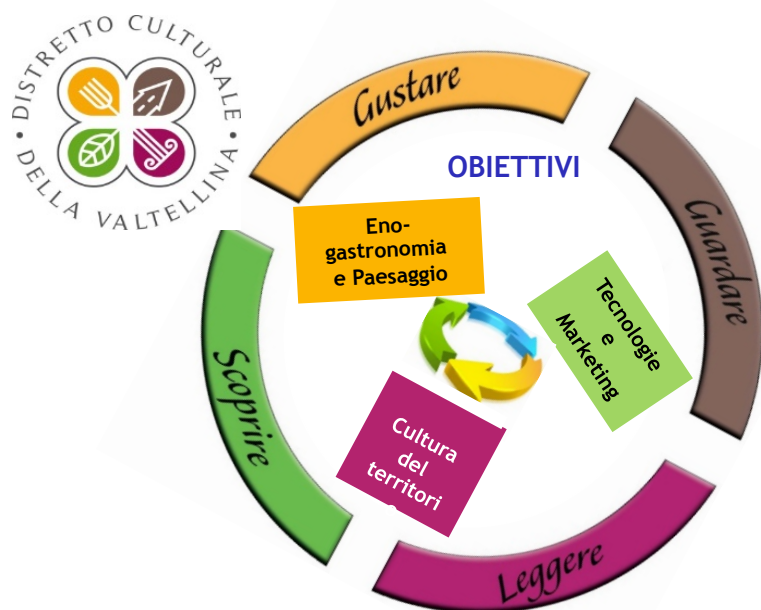 • DISTRETTO CULTURALE •
DELLA VALTELLINA
Gustare
Guardare
OBIETTIVI
Eno-
gastronomia
e Paesaggio
Tecnologie
e
Marketing
Scoprire
Cultura
del
territori
Leggere